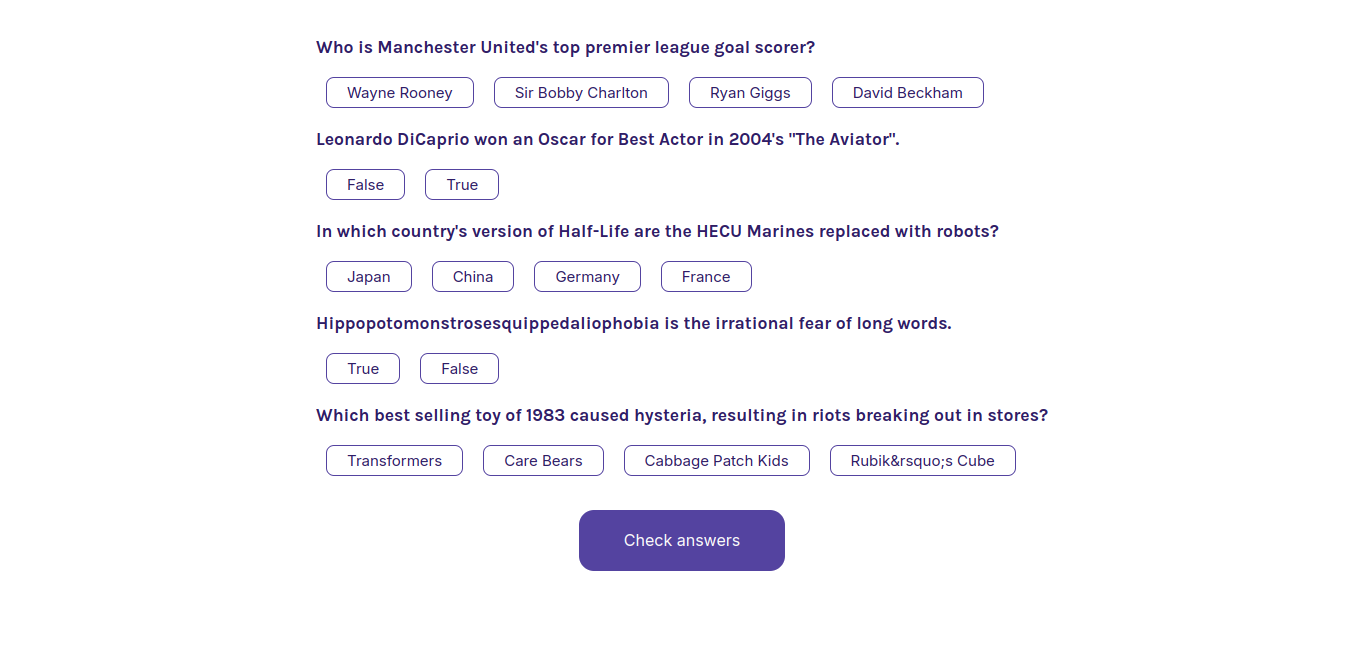 Who is Manchester United's top premier league goal scorer?
Wayne Rooney Sir Bobby Charlton Ryan Giggs David Beckham
Leonardo DiCaprio won an Oscar for Best Actor in 2004's "The Aviator".
False True
In which country's version of Half-Life are the HECU Marines replaced with robots?
Japan China Germany France
Hippopotomonstrosesquippedaliophobia is the irrational fear of long words.
True False
Which best selling toy of 1983 caused hysteria, resulting in riots breaking out in stores?
Transformers Care Bears Cabbage Patch Kids Rubik&rsquo;s Cube
Check answers